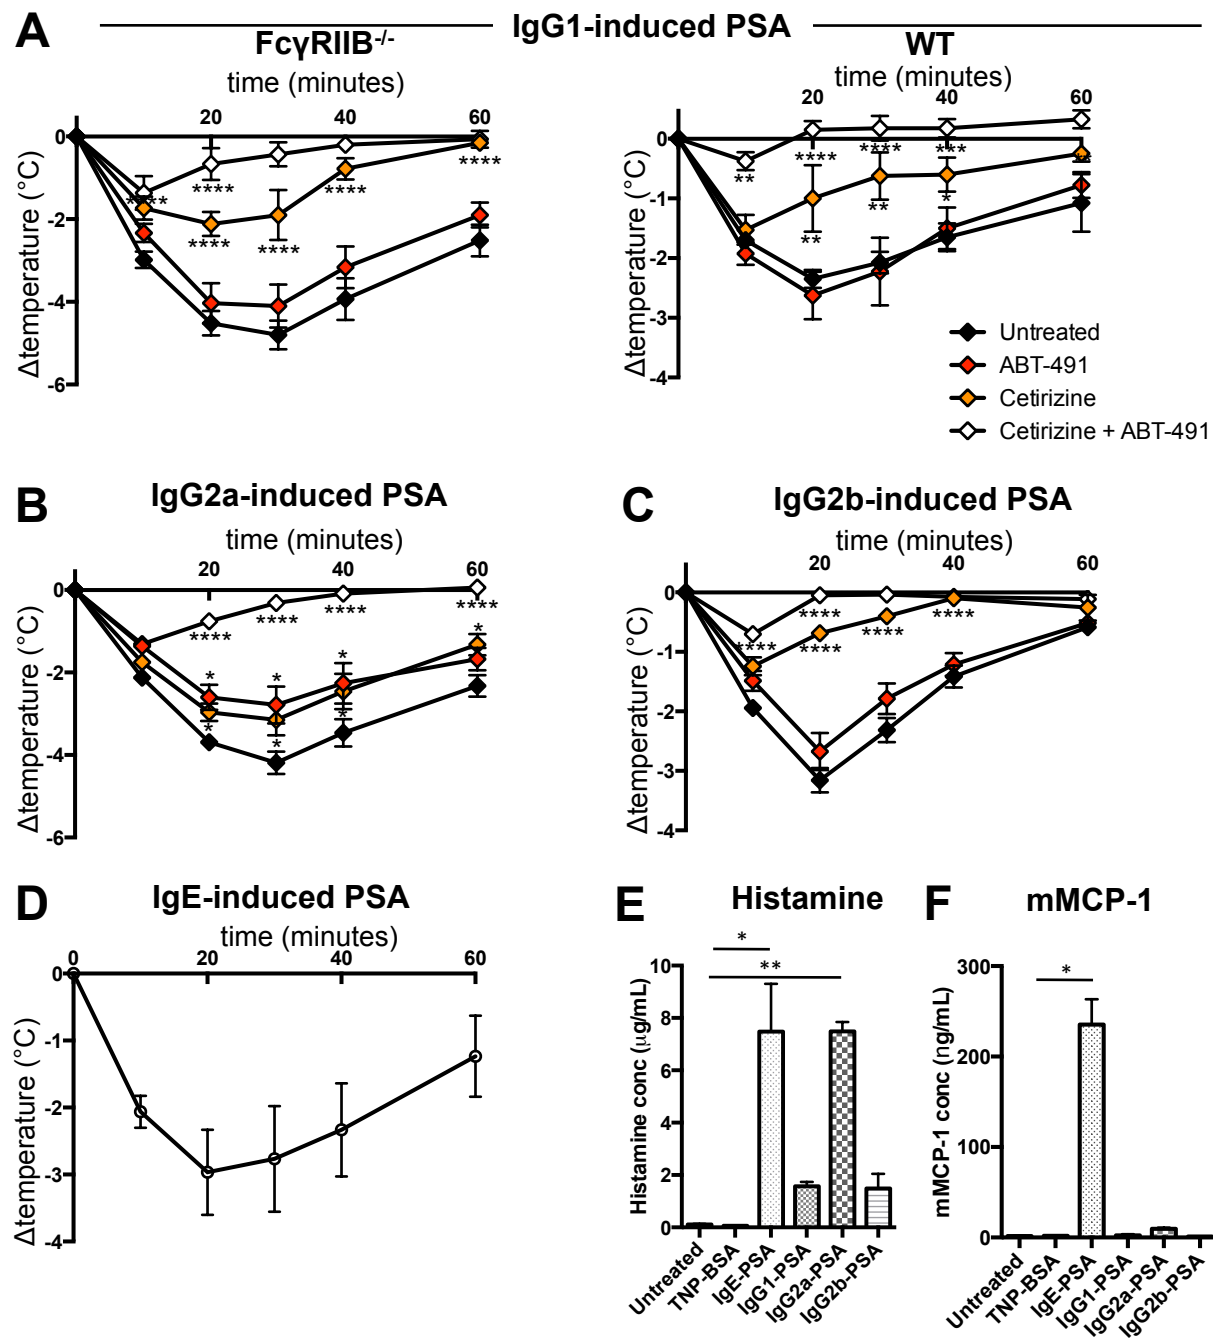 A
IgG1-induced PSA
FcγRIIB-/-
WT
time (minutes)
time (minutes)
20 40 60
20 40 60
0
-2
-4
-6
Δtemperature (°C)
****
****
****
****
****
****
****
0
-1
-2
-3
-4
Δtemperature (°C)
**
****
****
***
**
**
*
Untreated
ABT-491
Cetirizine
Cetirizine + ABT-491
B
IgG2a-induced PSA
time (minutes)
20 40 60
0
-2
-4
-6
Δtemperature (°C)
****
****
****
****
*
*
*
*
*
*
*
C
IgG2b-induced PSA
time (minutes)
20 40 60
0
-1
-2
-3
-4
Δtemperature (°C)
****
****
****
****
****
D
IgE-induced PSA
time (minutes)
0 20 40 60
0
-1
-2
-3
-4
Δtemperature (°C)
E
Histamine
*
**
10
8
6
4
2
0
Histamine conc (μg/mL)
Untreated
TNP-BSA
IgE-PSA
IgG1-PSA
IgG2a-PSA
IgG2b-PSA
F
mMCP-1
*
300
200
100
0
mMCP-1 conc (ng/mL)
Untreated
TNP-BSA
IgE-PSA
IgG1-PSA
IgG2a-PSA
IgG2b-PSA